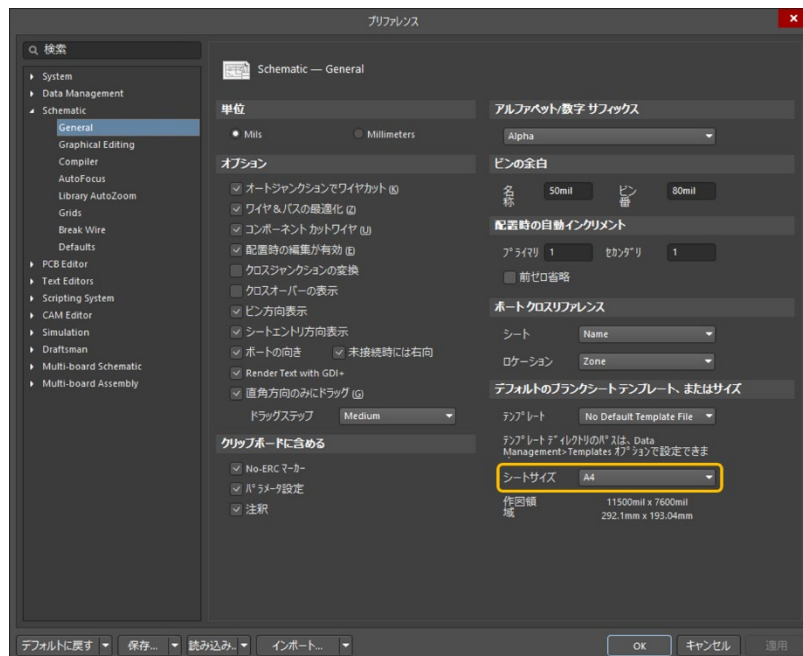 プリファレンス
検索
System
Data Management
Schematic
General
Graphical Editing
Compiler
AutoFocus
Library AutoZoom
Grids
Break Wire
Defaults
PCB Editor
Text Editors
Scripting System
CAM Editor
Simulation
Draftsman
Multi-board Schematic
Multi-board Assembly
Schematic — General
単位
Mils Millimeters
オプション
オートジャンクションでワイヤカット (K)
ワイヤ&バスの最適化 (Z)
コンポーネント カットワイヤ (U)
配置時の編集が有効 (E)
クロスジャンクションの変換
クロスオーバーの表示
ピン方向表示
シートエントリ方向表示
ポートの向き 未接続時には右向
Render Text with GDI+
直角方向のみにドラッグ (G)
ドラッグステップ Medium
クリップボードに含める
No-ERC マーカー
パラメータ設定
注釈
アルファベット/数字 サフィックス
Alpha
ピンの余白
名称 50mil ピン番 80mil
配置時の自動インクリメント
プライマリ 1 セカンダリ 1
前ゼロ省略
ポート クロスリファレンス
シート Name
ロケーション Zone
デフォルトのブランクシート テンプレート、またはサイズ
テンプレート No Default Template File
テンプレートディレクトリのパスは、Data
Management>Templates オプションで設定できま
シートサイズ A4
作図領域 11500mil x 7600mil
292.1mm x 193.04mm
デフォルトに戻す 保存... 読み込み.. インポート... OK キャンセル 適用